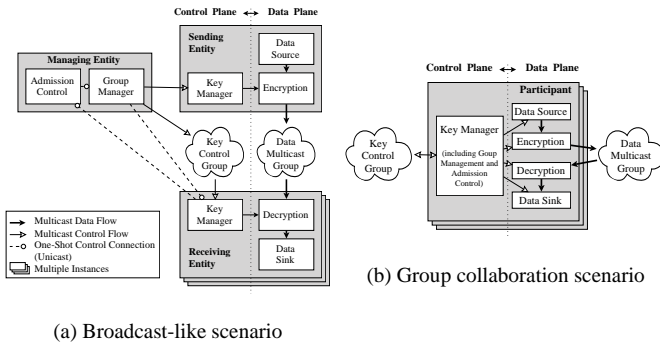 Control Plane
Data Plane
Sending Entity
Data Source
Managing Entity
Admission Control
Group Manager
Key Manager
Encryption
Key Control Group
Data Multicast Group
Key Manager
Decryption
Receiving Entity
Data Sink
Multicast Data Flow
Multicast Control Flow
One-Shot Control Connection
(Unicast)
Multiple Instances
(a) Broadcast-like scenario
Control Plane
Data Plane
Participant
Key Control Group
Key Manager
(including Goup
Management and
Admission
Control)
Data Source
Encryption
Decryption
Data Sink
Data Multicast Group
(b) Group collaboration scenario